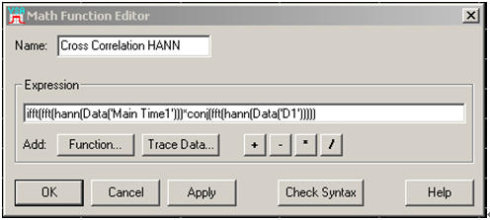 Math Function Editor
Name: Cross Correlation HANN
Expression
ifft(fft(hann(Data('Main Time1')))*conj(fft(hann(Data('D1')))))
Add: Function... Trace Data... + - * /
OK Cancel Apply Check Syntax Help